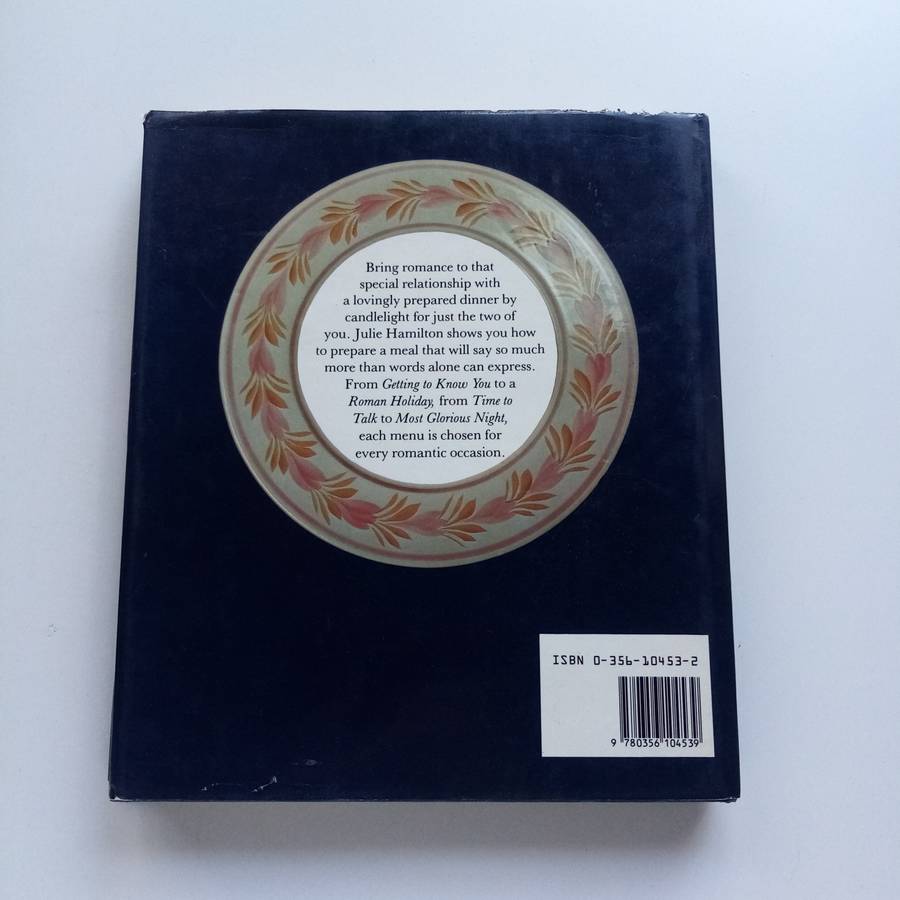 Bring romance to that
special relationship with
a lovingly prepared dinner by
candlelight for just the two of
you. Julie Hamilton shows you how
to prepare a meal that will say so much
more than words alone can express.
From Getting to Know You to a
Roman Holiday, from Time to
Talk to Most Glorious Night,
each menu is chosen for
every romantic occasion.
ISBN 0-356-10453-2
9 780356 104539